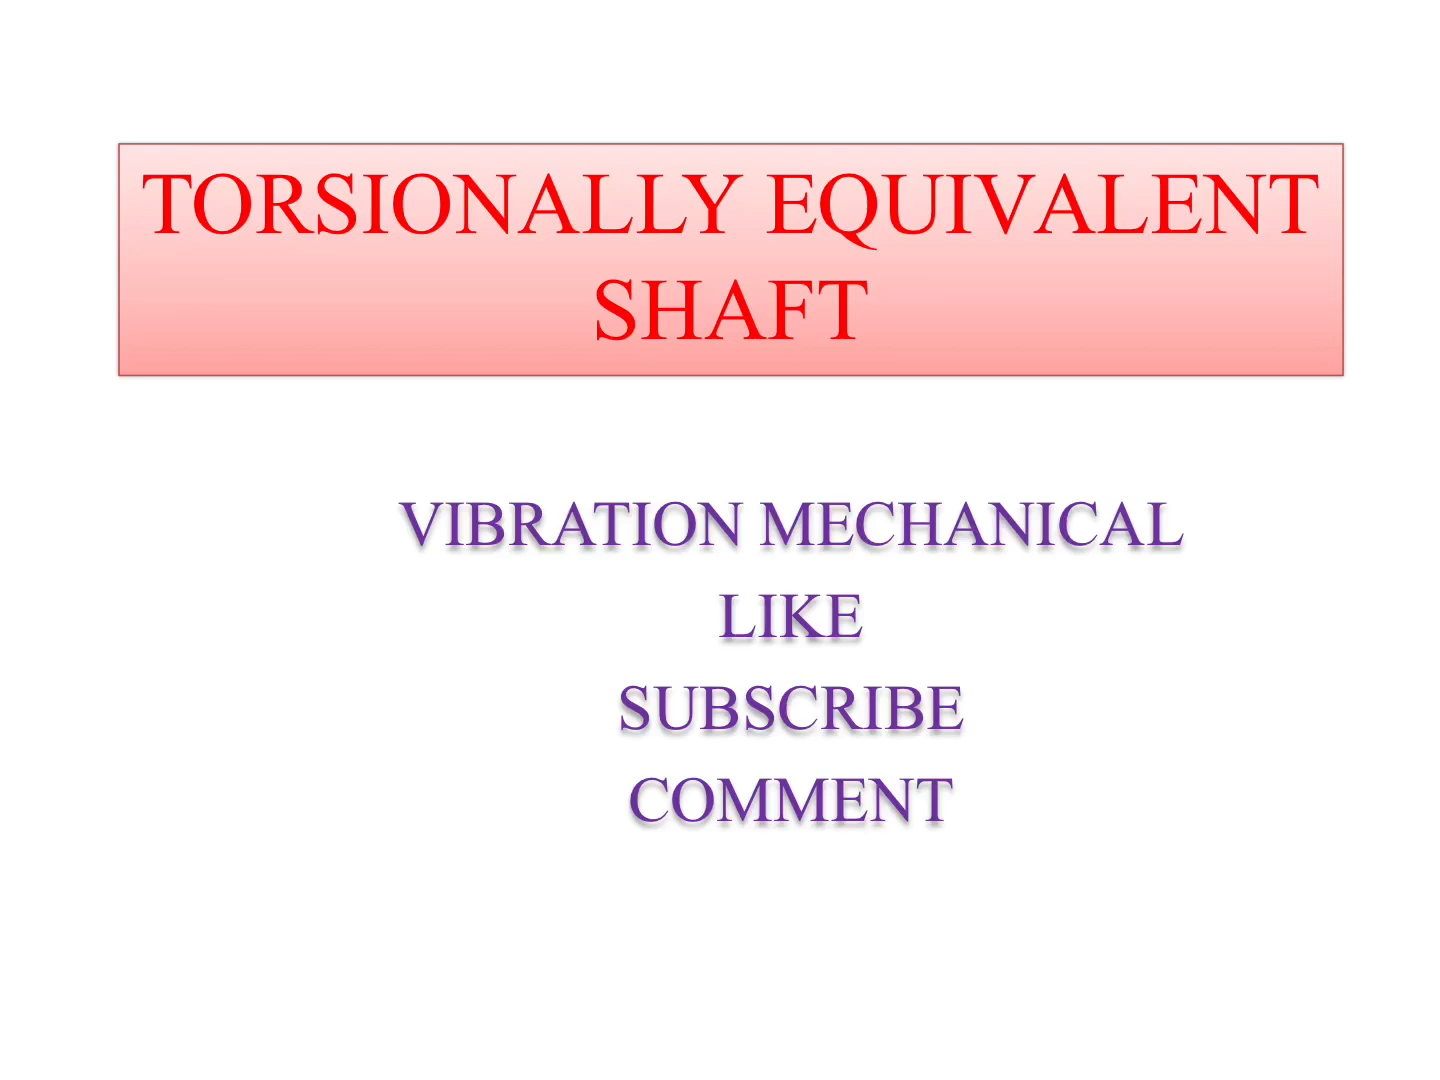 TORSIONALLY EQUIVALENT
SHAFT
VIBRATION MECHANICAL
LIKE
SUBSCRIBE
COMMENT